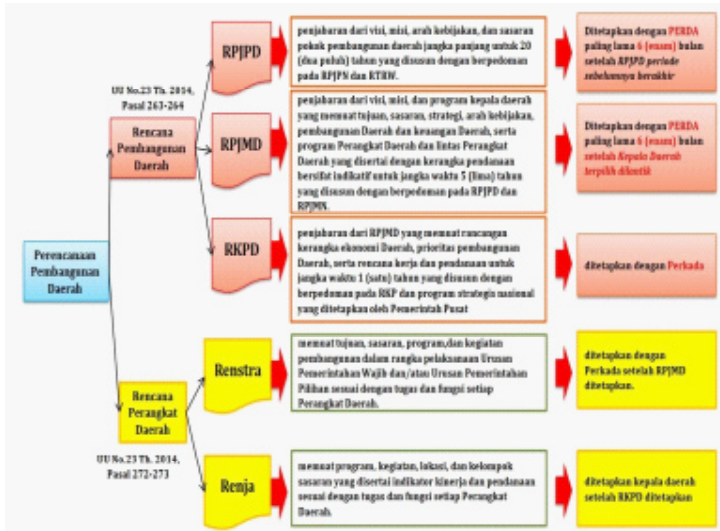 Perencanaan
Pembangunan
Daerah
UU No.23 Th. 2014,
Pasal 263-264
Rencana
Pembangunan
Daerah
RPJPD
penjabaran dari visi, misi, arah kebijakan, dan sasaran
pokok pembangunan daerah jangka panjang untuk 20
(dua puluh) tahun yang disusun dengan berpedoman
pada RPJPN dan RTRW.
Ditetapkan dengan PERDA
paling lama 6 (enam) bulan
setelah RPJPD periode
sebelumnya berakhir
RPJMD
penjabaran dari visi, misi, dan program kepala daerah
yang memuat tujuan, sasaran, strategi, arah kebijakan,
pembangunan Daerah dan keuangan Daerah, serta
program Perangkat Daerah dan lintas Perangkat
Daerah yang disertai dengan kerangka pendanaan
bersifat indikatif untuk jangka waktu 5 (lima) tahun
yang disusun dengan berpedoman pada RPJPD dan
RPJMN.
Ditetapkan dengan PERDA
paling lama 6 (enam) bulan
setelah Kepala Daerah
terpilih dilantik
RKPD
penjabaran dari RPJMD yang memuat rancangan
kerangka ekonomi Daerah, prioritas pembangunan
Daerah, serta rencana kerja dan pendanaan untuk
jangka waktu 1 (satu) tahun yang disusun dengan
berpedoman pada RKP dan program strategis nasional
yang ditetapkan oleh Pemerintah Pusat
ditetapkan dengan Perkada
Rencana
Perangkat
Daerah
UU No.23 Th. 2014,
Pasal 272-273
Renstra
memuat tujuan, sasaran, program,dan kegiatan
pembangunan dalam rangka pelaksanaan Urusan
Pemerintahan Wajib dan/atau Urusan Pemerintahan
Pilihan sesuai dengan tugas dan fungsi setiap
Perangkat Daerah.
ditetapkan dengan
Perkada setelah RPJMD
ditetapkan.
Renja
memuat program, kegiatan, lokasi, dan kelompok
sasaran yang disertai indikator kinerja dan pendanaan
sesuai dengan tugas dan fungsi setiap Perangkat
Daerah.
ditetapkan kepala daerah
setelah RKPD ditetapkan